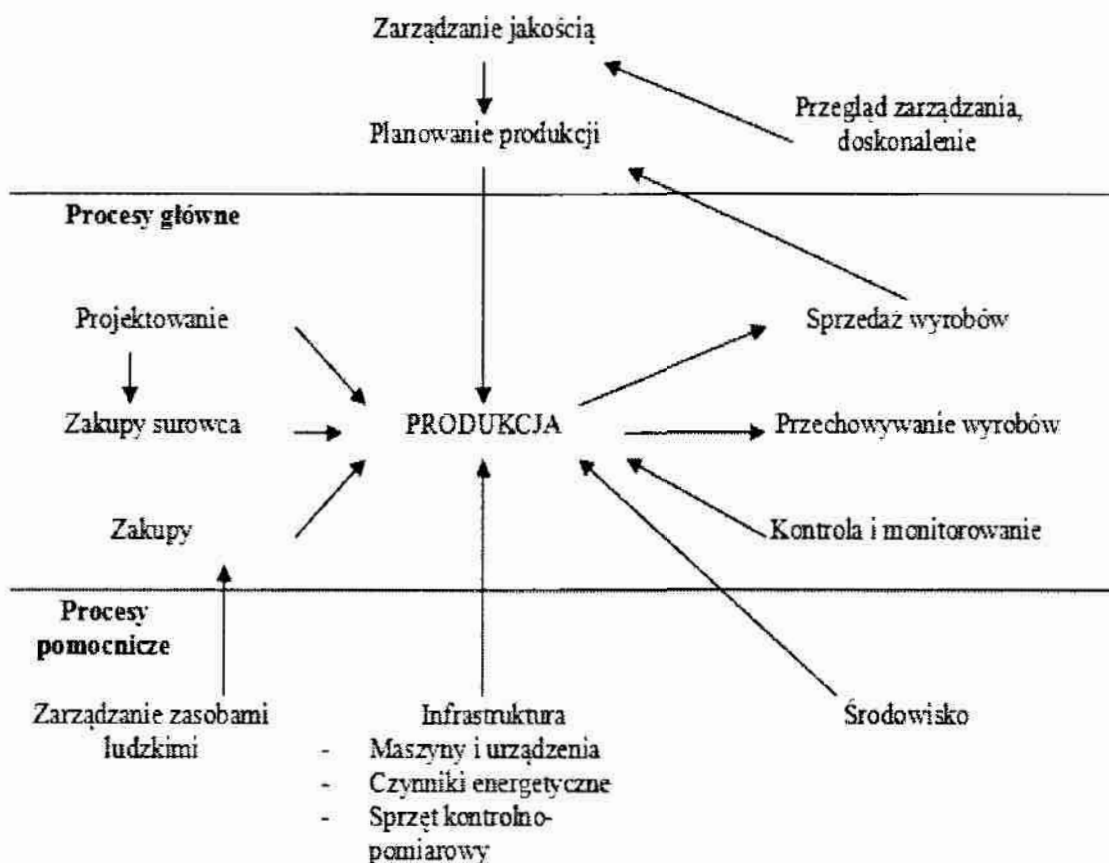 Zarządzanie jakością
Przegląd zarządzania,
doskonalenie
Planowanie produkcji
Procesy główne
Projektowanie
Sprzedaż wyrobów
Zakupy surowca
PRODUKCJA
Przechowywanie wyrobów
Zakupy
Kontrola i monitorowanie
Procesy
pomocnicze
Zarządzanie zasobami
ludzkimi
Infrastruktura
- Maszyny i urządzenia
- Czynniki energetyczne
- Sprzęt kontrolno-
pomiarowy
Środowisko